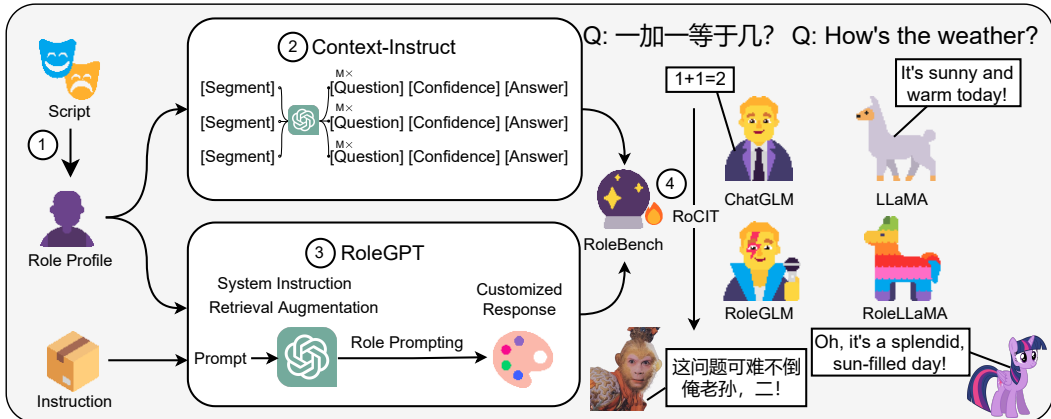 Script
1
Role Profile
Instruction
2 Context-Instruct
M×
[Segment] [Question] [Confidence] [Answer]
M×
[Segment] [Question] [Confidence] [Answer]
M×
[Segment] [Question] [Confidence] [Answer]
3 RoleGPT
System Instruction
Retrieval Augmentation
Customized
Response
Prompt
Role Prompting
RoleBench
4
RoCIT
Q: 一加一等于几？
1+1=2
ChatGLM
RoleGLM
这问题可难不倒
俺老孙，二！
Q: How's the weather?
It's sunny and
warm today!
LLaMA
RoleLLaMA
Oh, it's a splendid,
sun-filled day!